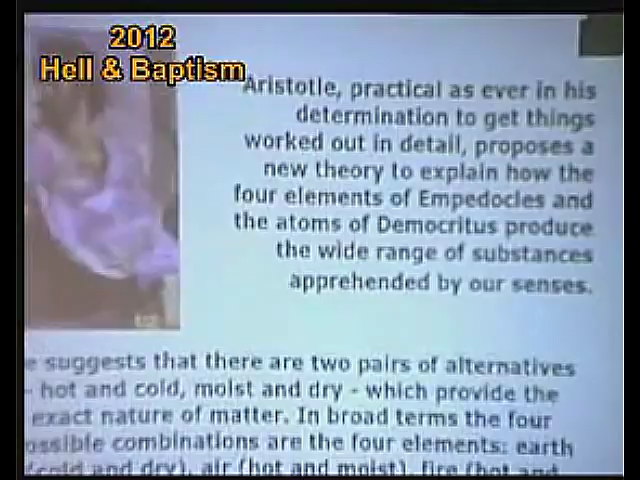 2012
Hell & Baptism
Aristotle, practical as ever in his
determination to get things
worked out in detail, proposes a
new theory to explain how the
four elements of Empedocles and
the atoms of Democritus produce
the wide range of substances
apprehended by our senses.
e suggests that there are two pairs of alternatives
- hot and cold, moist and dry - which provide the
exact nature of matter. In broad terms the four
ossible combinations are the four elements: earth
(cold and dry), air (hot and moist), fire (hot and